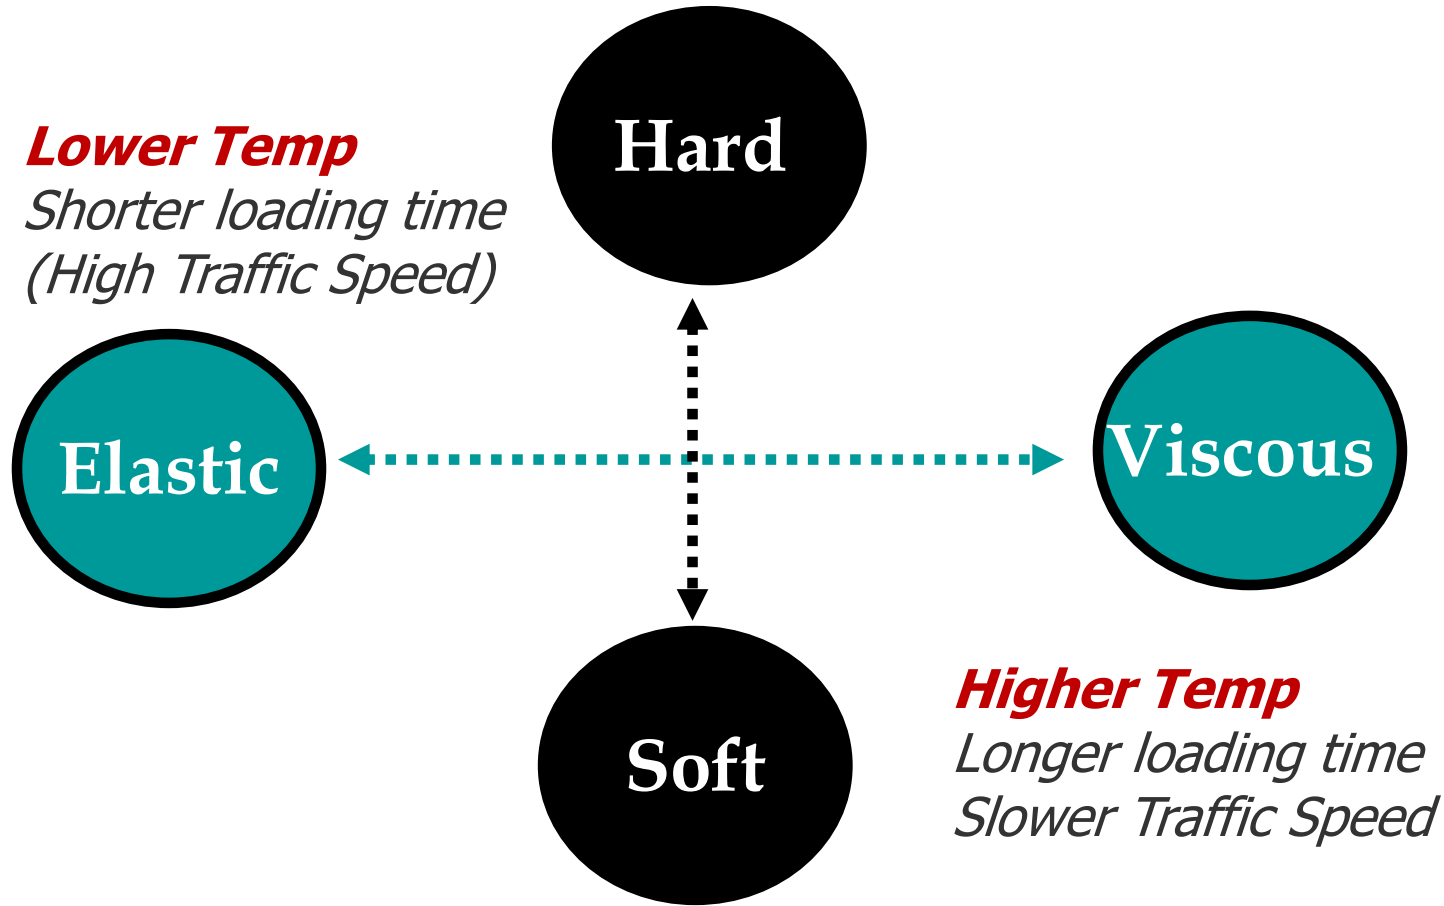 Hard
Lower Temp
Shorter loading time
(High Traffic Speed)
Elastic
Viscous
Soft
Higher Temp
Longer loading time
Slower Traffic Speed